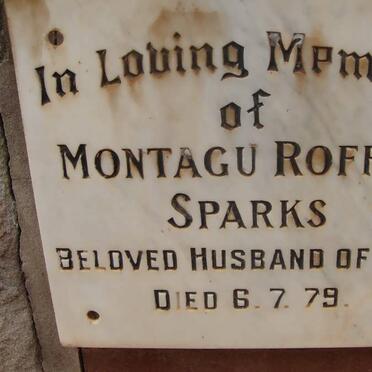 In Loving Mem
of
MONTAGU ROFF
SPARKS
BELOVED HUSBAND OF
DIED 6.7.79.